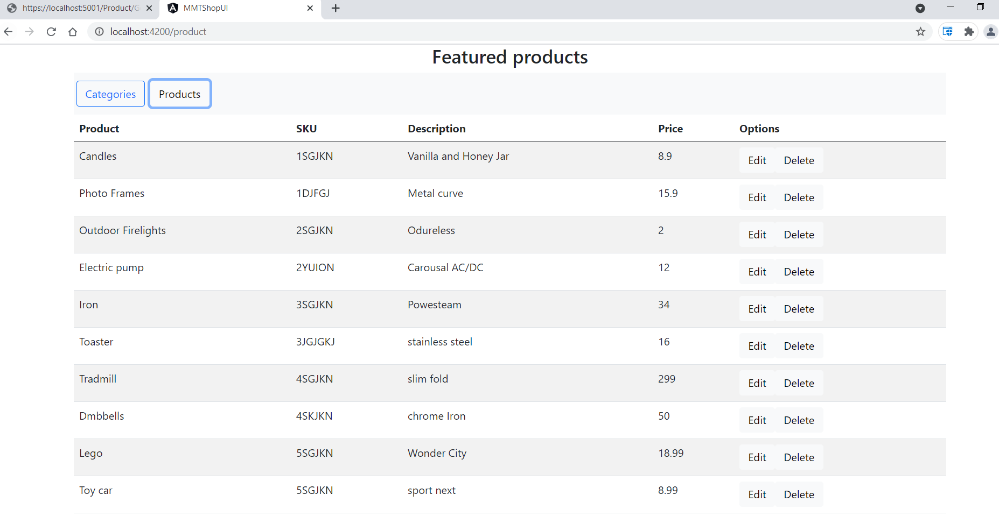 https://localhost:5001/Product/G MMTShopUI
localhost:4200/product
Featured products
Categories Products
Product SKU Description Price Options
Candles 1SGJKN Vanilla and Honey Jar 8.9 Edit Delete
Photo Frames 1DJFGJ Metal curve 15.9 Edit Delete
Outdoor Firelights 2SGJKN Odureless 2 Edit Delete
Electric pump 2YUION Carousal AC/DC 12 Edit Delete
Iron 3SGJKN Powesteam 34 Edit Delete
Toaster 3JGJGKJ stainless steel 16 Edit Delete
Tradmill 4SGJKN slim fold 299 Edit Delete
Dmbbells 4SKJKN chrome Iron 50 Edit Delete
Lego 5SGJKN Wonder City 18.99 Edit Delete
Toy car 5SGJKN sport next 8.99 Edit Delete